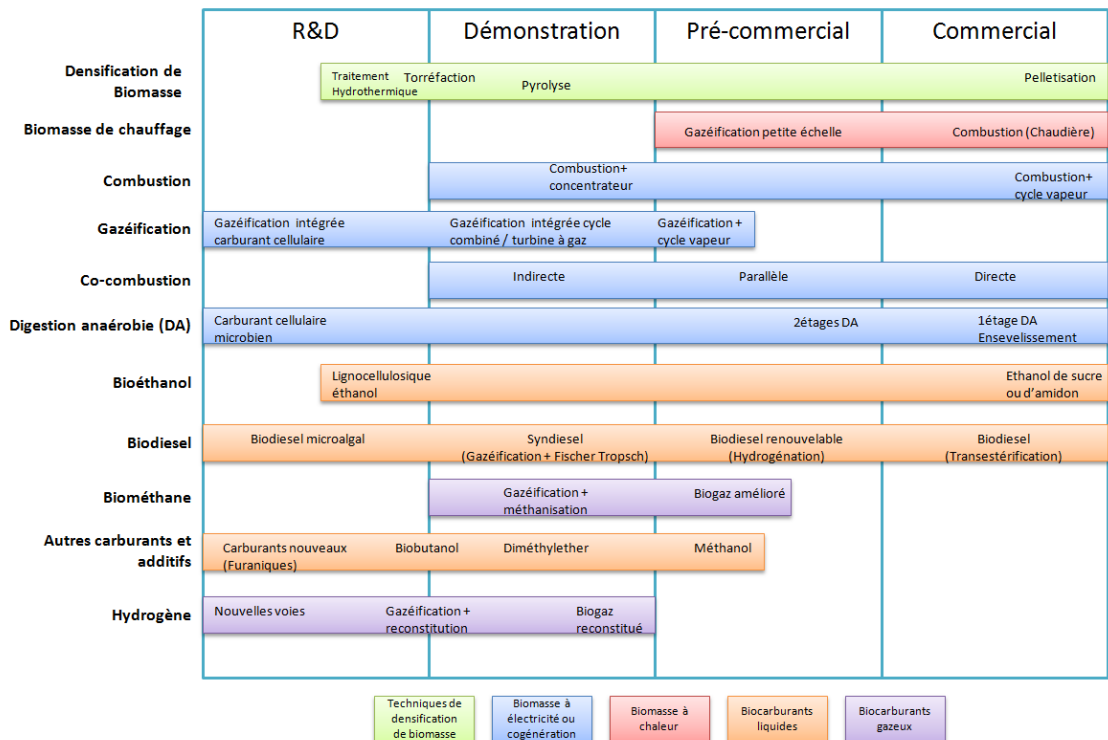 R&D
Démonstration
Pré-commercial
Commercial
Densification de
Biomasse
Traitement
Hydrothermique
Torréfaction
Pyrolyse
Pelletisation
Biomasse de chauffage
Gazéification petite échelle
Combustion (Chaudière)
Combustion
Combustion+
concentrateur
Combustion+
cycle vapeur
Gazéification
Gazéification intégrée
carburant cellulaire
Gazéification intégrée cycle
combiné / turbine à gaz
Gazéification +
cycle vapeur
Co-combustion
Indirecte
Parallèle
Directe
Digestion anaérobie (DA)
Carburant cellulaire
microbien
2étages DA
1étage DA
Ensevelissement
Bioéthanol
Lignocellulosique
éthanol
Ethanol de sucre
ou d'amidon
Biodiesel
Biodiesel microalgal
Syndiesel
(Gazéification + Fischer Tropsch)
Biodiesel renouvelable
(Hydrogénation)
Biodiesel
(Transestérification)
Biométhane
Gazéification +
méthanisation
Biogaz amélioré
Autres carburants et
additifs
Carburants nouveaux
(Furaniques)
Biobutanol
Diméthylether
Méthanol
Hydrogène
Nouvelles voies
Gazéification +
reconstitution
Biogaz
reconstitué
Techniques de
densification
de biomasse
Biomasse à
électricité ou
cogénération
Biomasse à
chaleur
Biocarburants
liquides
Biocarburants
gazeux